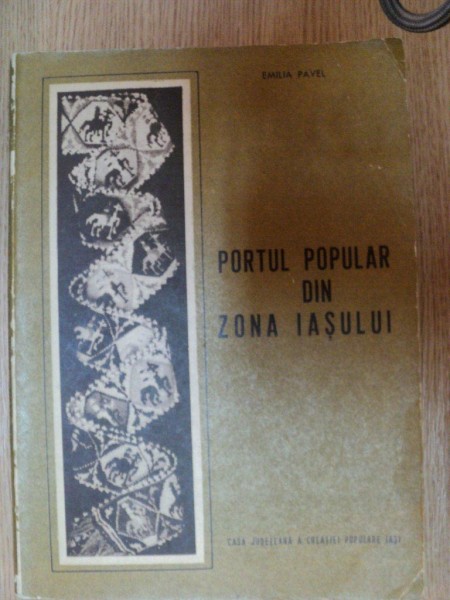 EMILIA PAVEL
PORTUL POPULAR
DIN
ZONA IAŞULUI
CASA JUDEŢEANĂ A CREAŢIEI POPULARE IAŞI